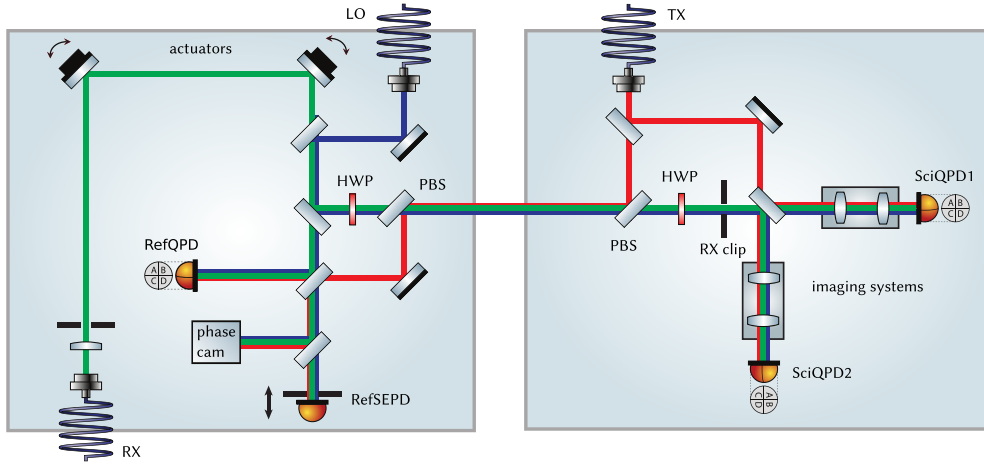 LO
TX
actuators
HWP
PBS
HWP
SciQPD1
A B
C D
RefQPD
A B
C D
PBS
RX clip
imaging systems
phase
cam
RefSEPD
SciQPD2
A B
C D
RX